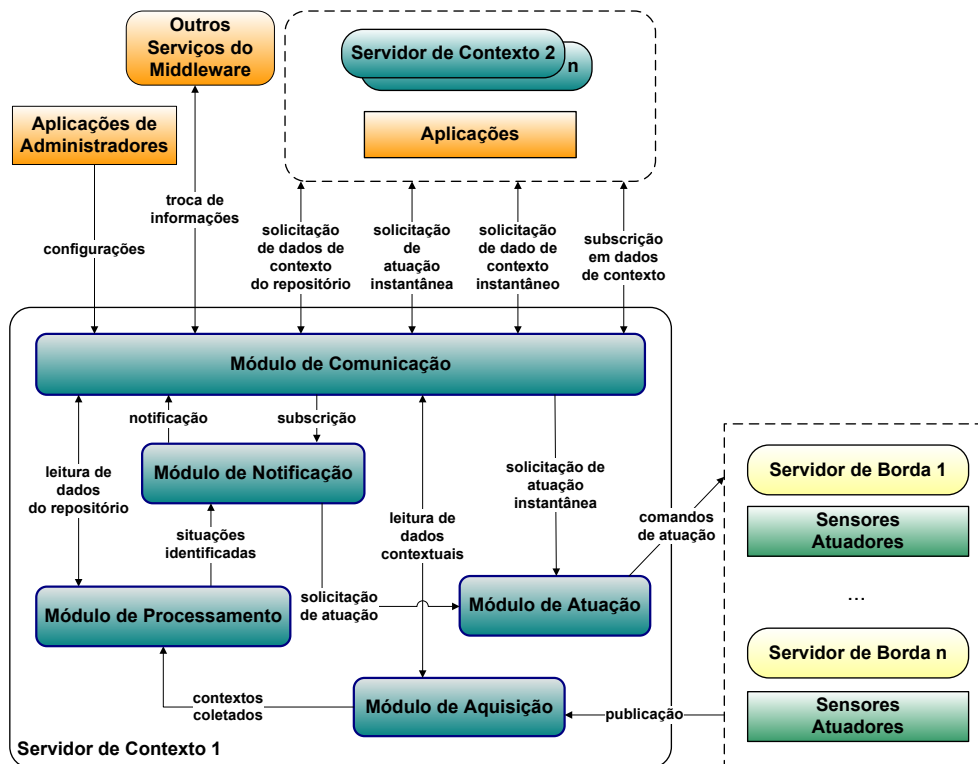 Outros
Serviços do
Middleware
Servidor de Contexto 2
n
Aplicações
Aplicações de
Administradores
configurações
troca de
informações
solicitação
de dados de
contexto
do repositório
solicitação
de
atuação
instantânea
solicitação
de dado de
contexto
instantâneo
subscrição
em dados
de contexto
Módulo de Comunicação
notificação
subscrição
Módulo de Notificação
leitura de
dados
do repositório
situações
identificadas
leitura de
dados
contextuais
solicitação de
atuação
instantânea
comandos
de atuação
Módulo de Processamento
solicitação
de atuação
Módulo de Atuação
contextos
coletados
Módulo de Aquisição
publicação
Servidor de Contexto 1
Servidor de Borda 1
Sensores
Atuadores
...
Servidor de Borda n
Sensores
Atuadores